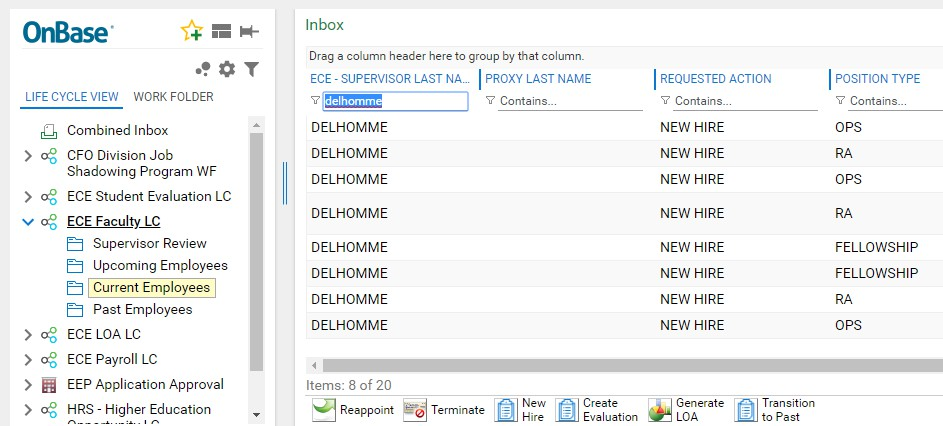 OnBase®
LIFE CYCLE VIEW WORK FOLDER
Combined Inbox
CFO Division Job
Shadowing Program WF
ECE Student Evaluation LC
ECE Faculty LC
Supervisor Review
Upcoming Employees
Current Employees
Past Employees
ECE LOA LC
ECE Payroll LC
EEP Application Approval
HRS - Higher Education
Opportunity LC
Inbox
Drag a column header here to group by that column.
ECE - SUPERVISOR LAST NA... PROXY LAST NAME REQUESTED ACTION POSITION TYPE
delhomme Contains... Contains... Contains...
DELHOMME NEW HIRE OPS
DELHOMME NEW HIRE RA
DELHOMME NEW HIRE OPS
DELHOMME NEW HIRE RA
DELHOMME NEW HIRE FELLOWSHIP
DELHOMME NEW HIRE FELLOWSHIP
DELHOMME NEW HIRE RA
DELHOMME NEW HIRE OPS
Items: 8 of 20
Reappoint Terminate New Hire Create Evaluation Generate LOA Transition to Past